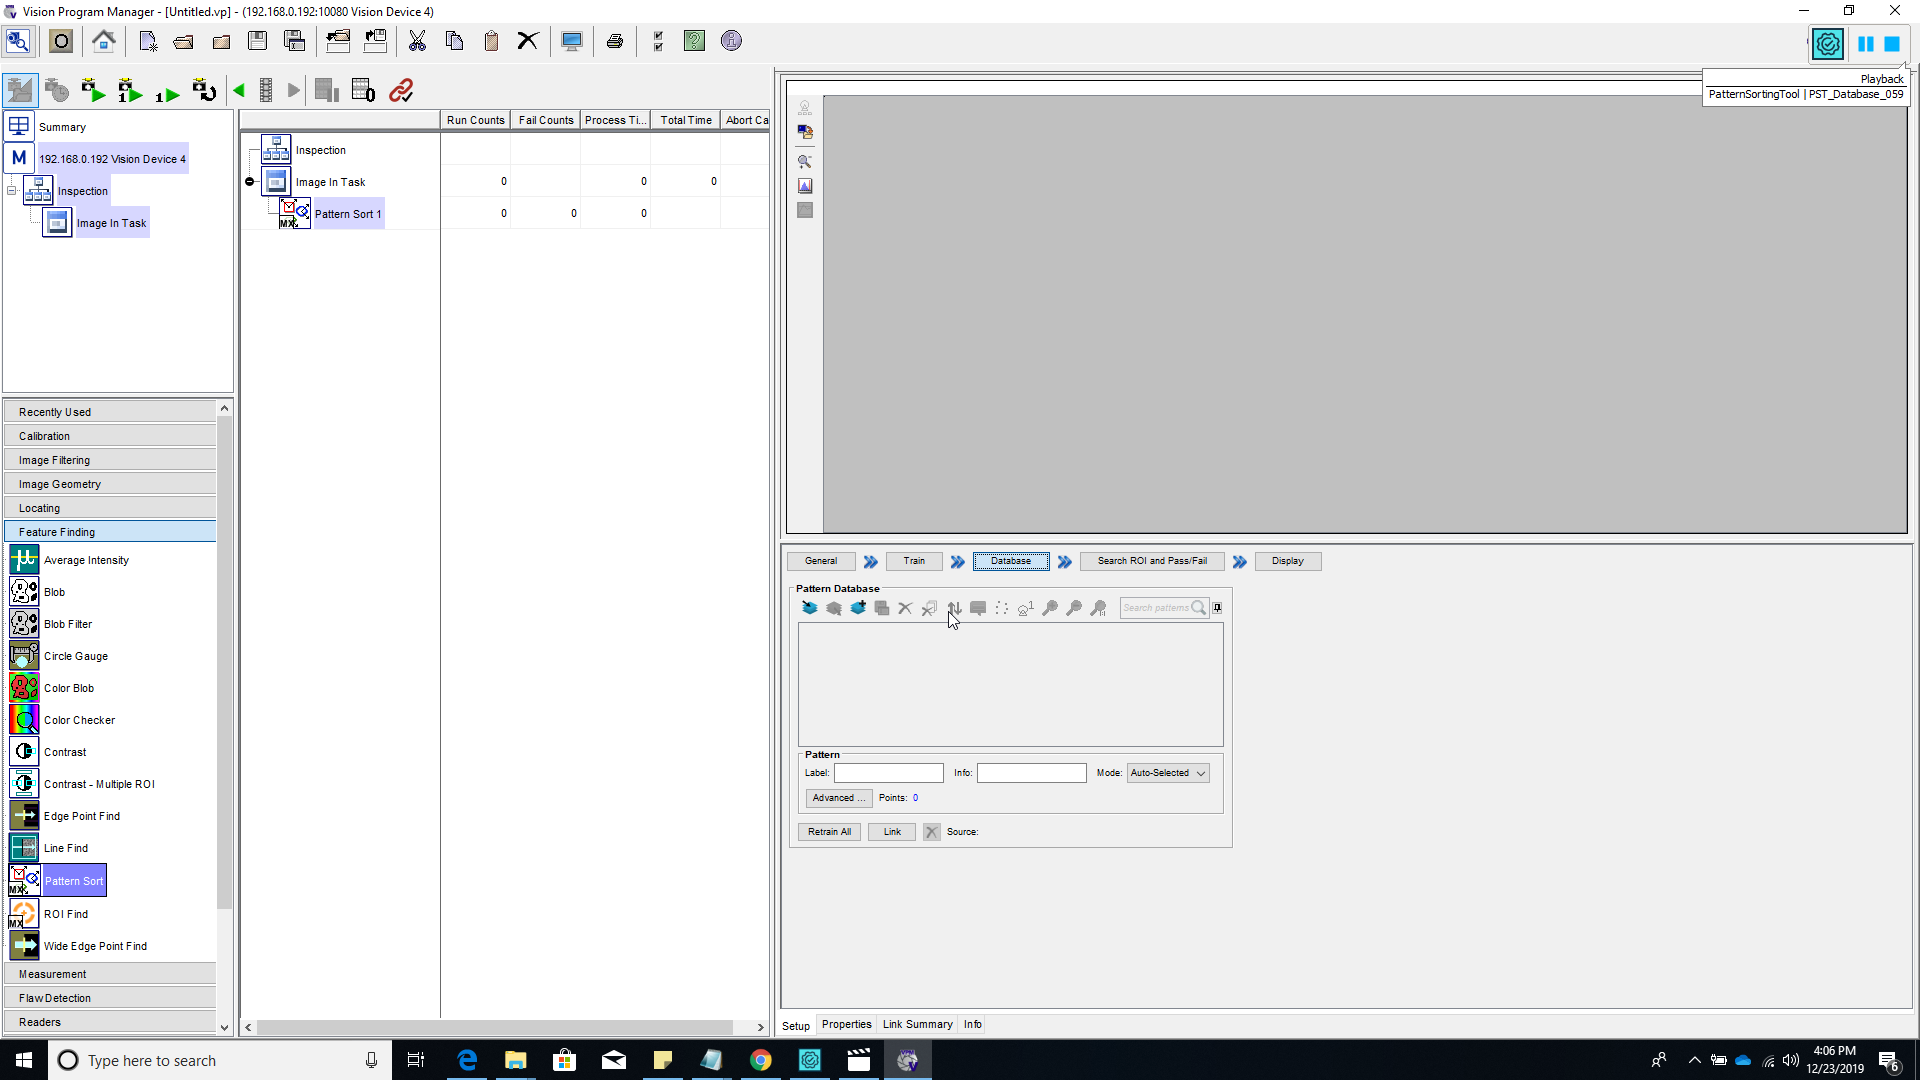 Vision Program Manager - [Untitled.vp] - (192.168.0.192:10080 Vision Device 4)
O
Playback
PatternSortingTool | PST_Database_059
1
1
0
Summary
M
192.168.0.192 Vision Device 4
Inspection
Image In Task
Run Counts Fail Counts Process Ti... Total Time Abort Ca
Inspection
Image In Task 0 0 0
MX Pattern Sort 1 0 0 0
Recently Used
Calibration
Image Filtering
Image Geometry
Locating
Feature Finding
μ Average Intensity
Blob
Blob Filter
Circle Gauge
Color Blob
Color Checker
Contrast
Contrast - Multiple ROI
Edge Point Find
Line Find
MX Pattern Sort
MX ROI Find
Wide Edge Point Find
Measurement
Flaw Detection
Readers
General Train Database Search ROI and Pass/Fail Display
Pattern Database
Search patterns
Pattern
Label: Info: Mode: Auto-Selected
Advanced ... Points: 0
Retrain All Link Source:
Setup Properties Link Summary Info
Type here to search
4:06 PM
12/23/2019
6